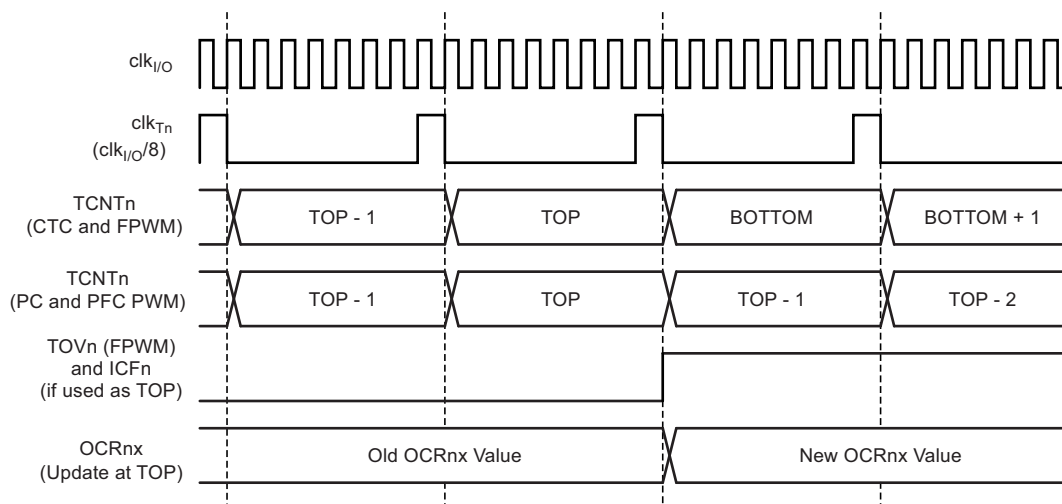 clkI/O
clkTn
(clkI/O/8)
TCNTn
(CTC and FPWM)
TOP - 1
TOP
BOTTOM
BOTTOM + 1
TCNTn
(PC and PFC PWM)
TOP - 1
TOP
TOP - 1
TOP - 2
TOVn (FPWM)
and ICFn
(if used as TOP)
OCRnx
(Update at TOP)
Old OCRnx Value
New OCRnx Value